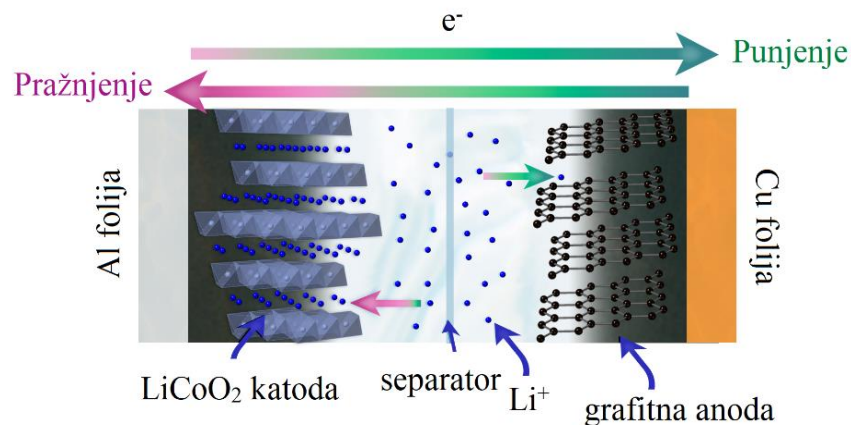 e⁻
Punjenje
Pražnjenje
Al folija
Cu folija
LiCoO₂ katoda
separator
Li⁺
grafitna anoda